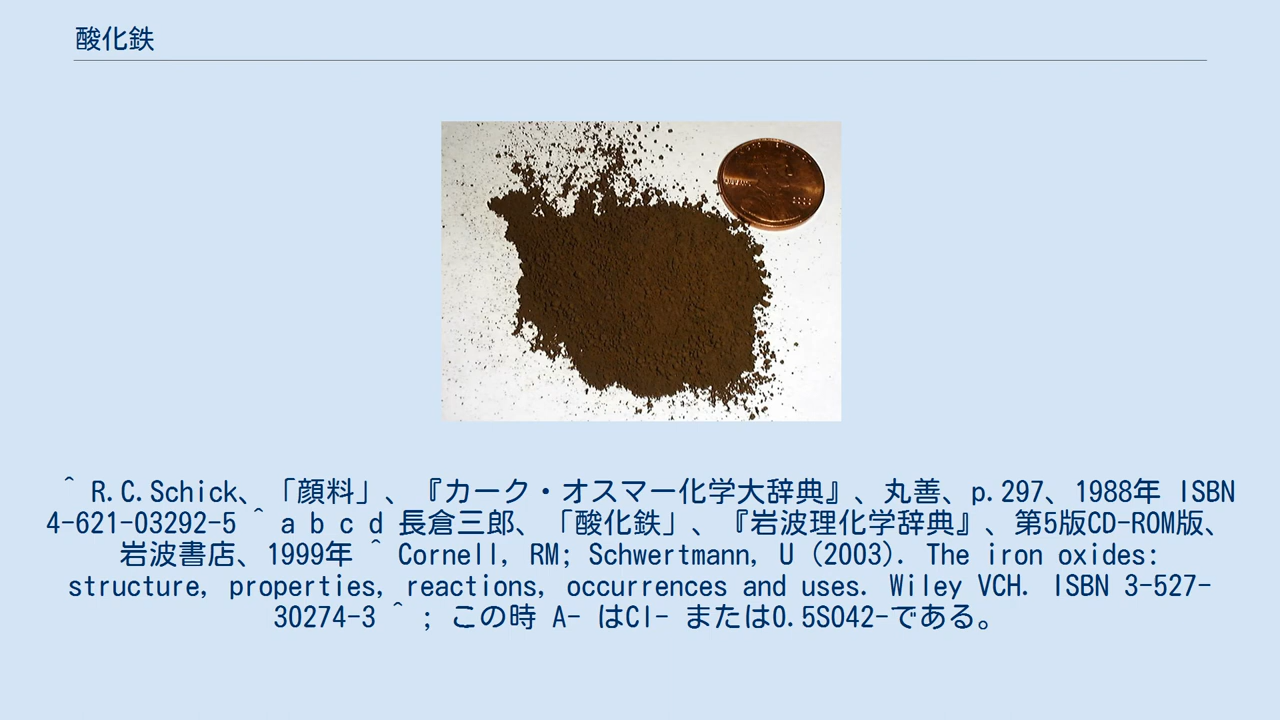 酸化鉄
^ R.C.Schick、「顔料」、『カーク・オスマー化学大辞典』、丸善、p.297、1988年 ISBN
4-621-03292-5 ^ a b c d 長倉三郎、「酸化鉄」、『岩波理化学辞典』、第5版CD-ROM版、
岩波書店、1999年 ^ Cornell, RM; Schwertmann, U (2003). The iron oxides:
structure, properties, reactions, occurrences and uses. Wiley VCH. ISBN 3-527-
30274-3 ^ ; この時 A- はCl- または0.5SO42-である。